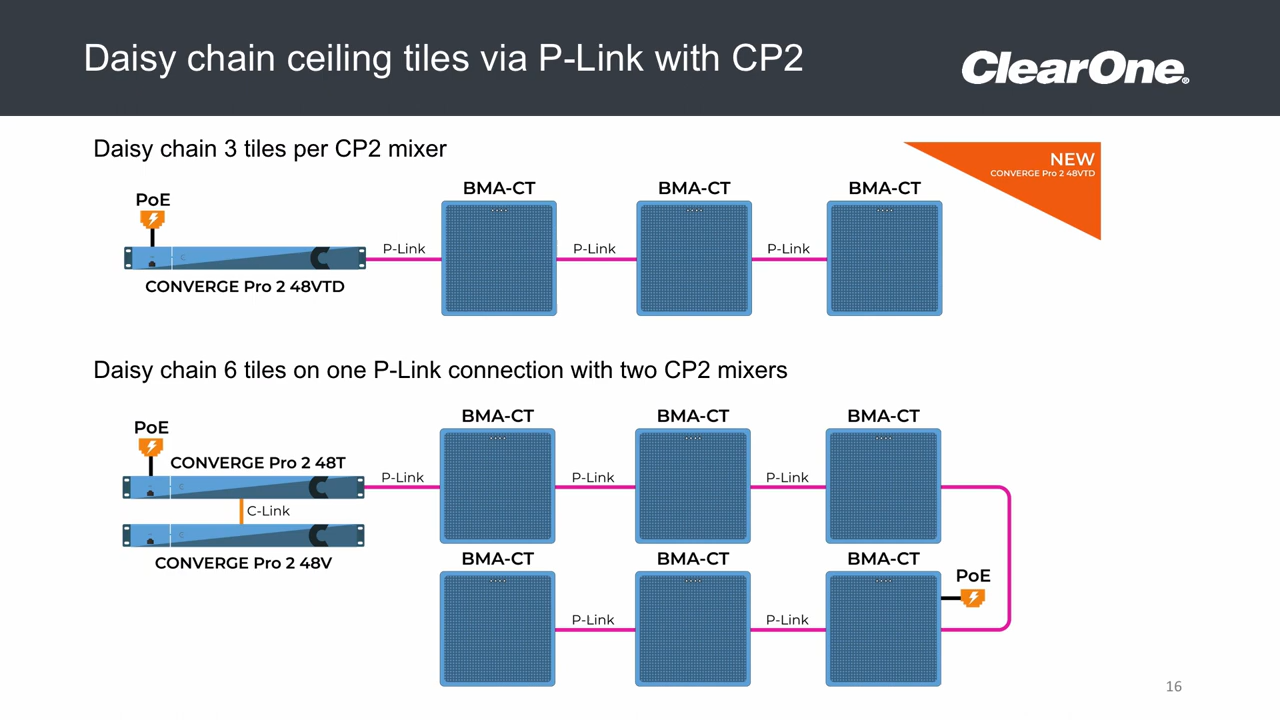 Daisy chain ceiling tiles via P-Link with CP2
ClearOne®
Daisy chain 3 tiles per CP2 mixer
NEW
CONVERGE Pro 2 48VTD
PoE
BMA-CT
BMA-CT
BMA-CT
P-Link
P-Link
P-Link
CONVERGE Pro 2 48VTD
Daisy chain 6 tiles on one P-Link connection with two CP2 mixers
PoE
BMA-CT
BMA-CT
BMA-CT
CONVERGE Pro 2 48T
P-Link
P-Link
P-Link
C-Link
CONVERGE Pro 2 48V
BMA-CT
BMA-CT
BMA-CT
PoE
P-Link
P-Link
16